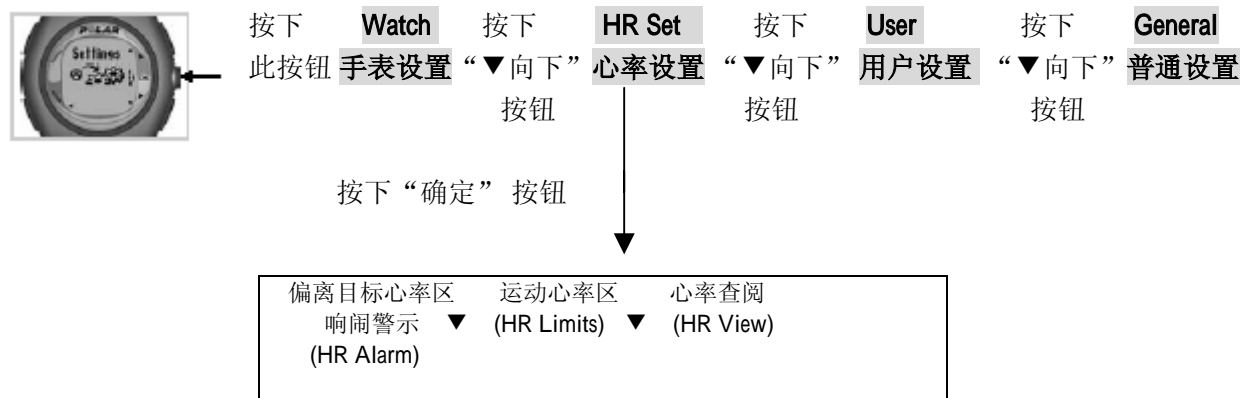 POLAR
Settings
按下 Watch 按下 HR Set 按下 User 按下 General
此按钮 手表设置 “▼向下” 心率设置 “▼向下” 用户设置 “▼向下” 普通设置
按钮 按钮 按钮
按下“确定” 按钮
偏离目标心率区 运动心率区 心率查阅
响闹警示 ▼ (HR Limits) ▼ (HR View)
(HR Alarm)